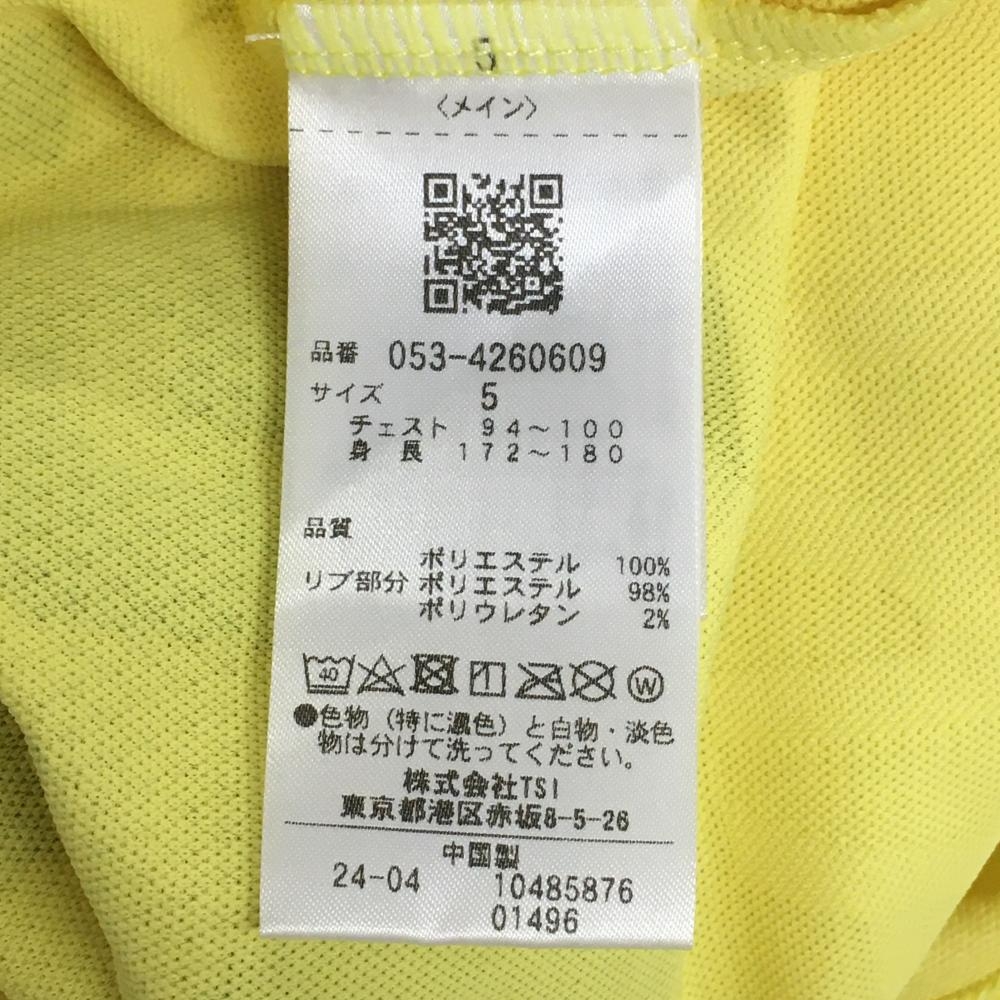 5
〈メイン〉
品番 053-4260609
サイズ 5
チェスト 94～100
身長 172～180
品質
ポリエステル 100%
リブ部分 ポリエステル 98%
ポリウレタン 2%
40 W
●色物（特に濃色）と白物・淡色
物は分けて洗ってください。
株式会社TSI
東京都港区赤坂8-5-26
中国製
24-04 10485876
01496